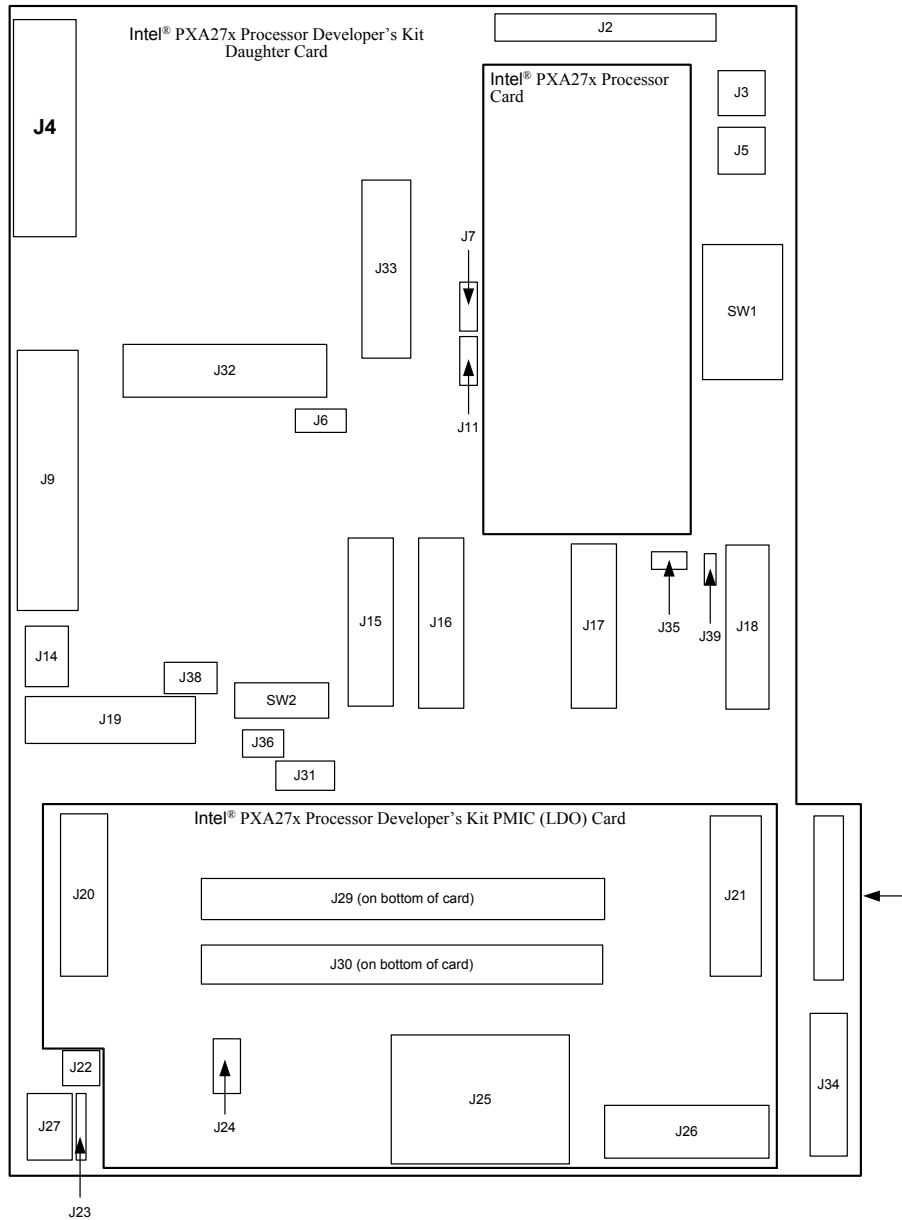 Intel® PXA27x Processor Developer's Kit
Daughter Card
J2
Intel® PXA27x Processor
Card
J3
J4
J5
J7
J33
SW1
J32
J6
J11
J9
J15
J16
J17
J35
J39
J18
J14
J38
SW2
J19
J36
J31
Intel® PXA27x Processor Developer's Kit PMIC (LDO) Card
J20
J29 (on bottom of card)
J21
J30 (on bottom of card)
J22
J34
J24
J25
J27
J26
J23